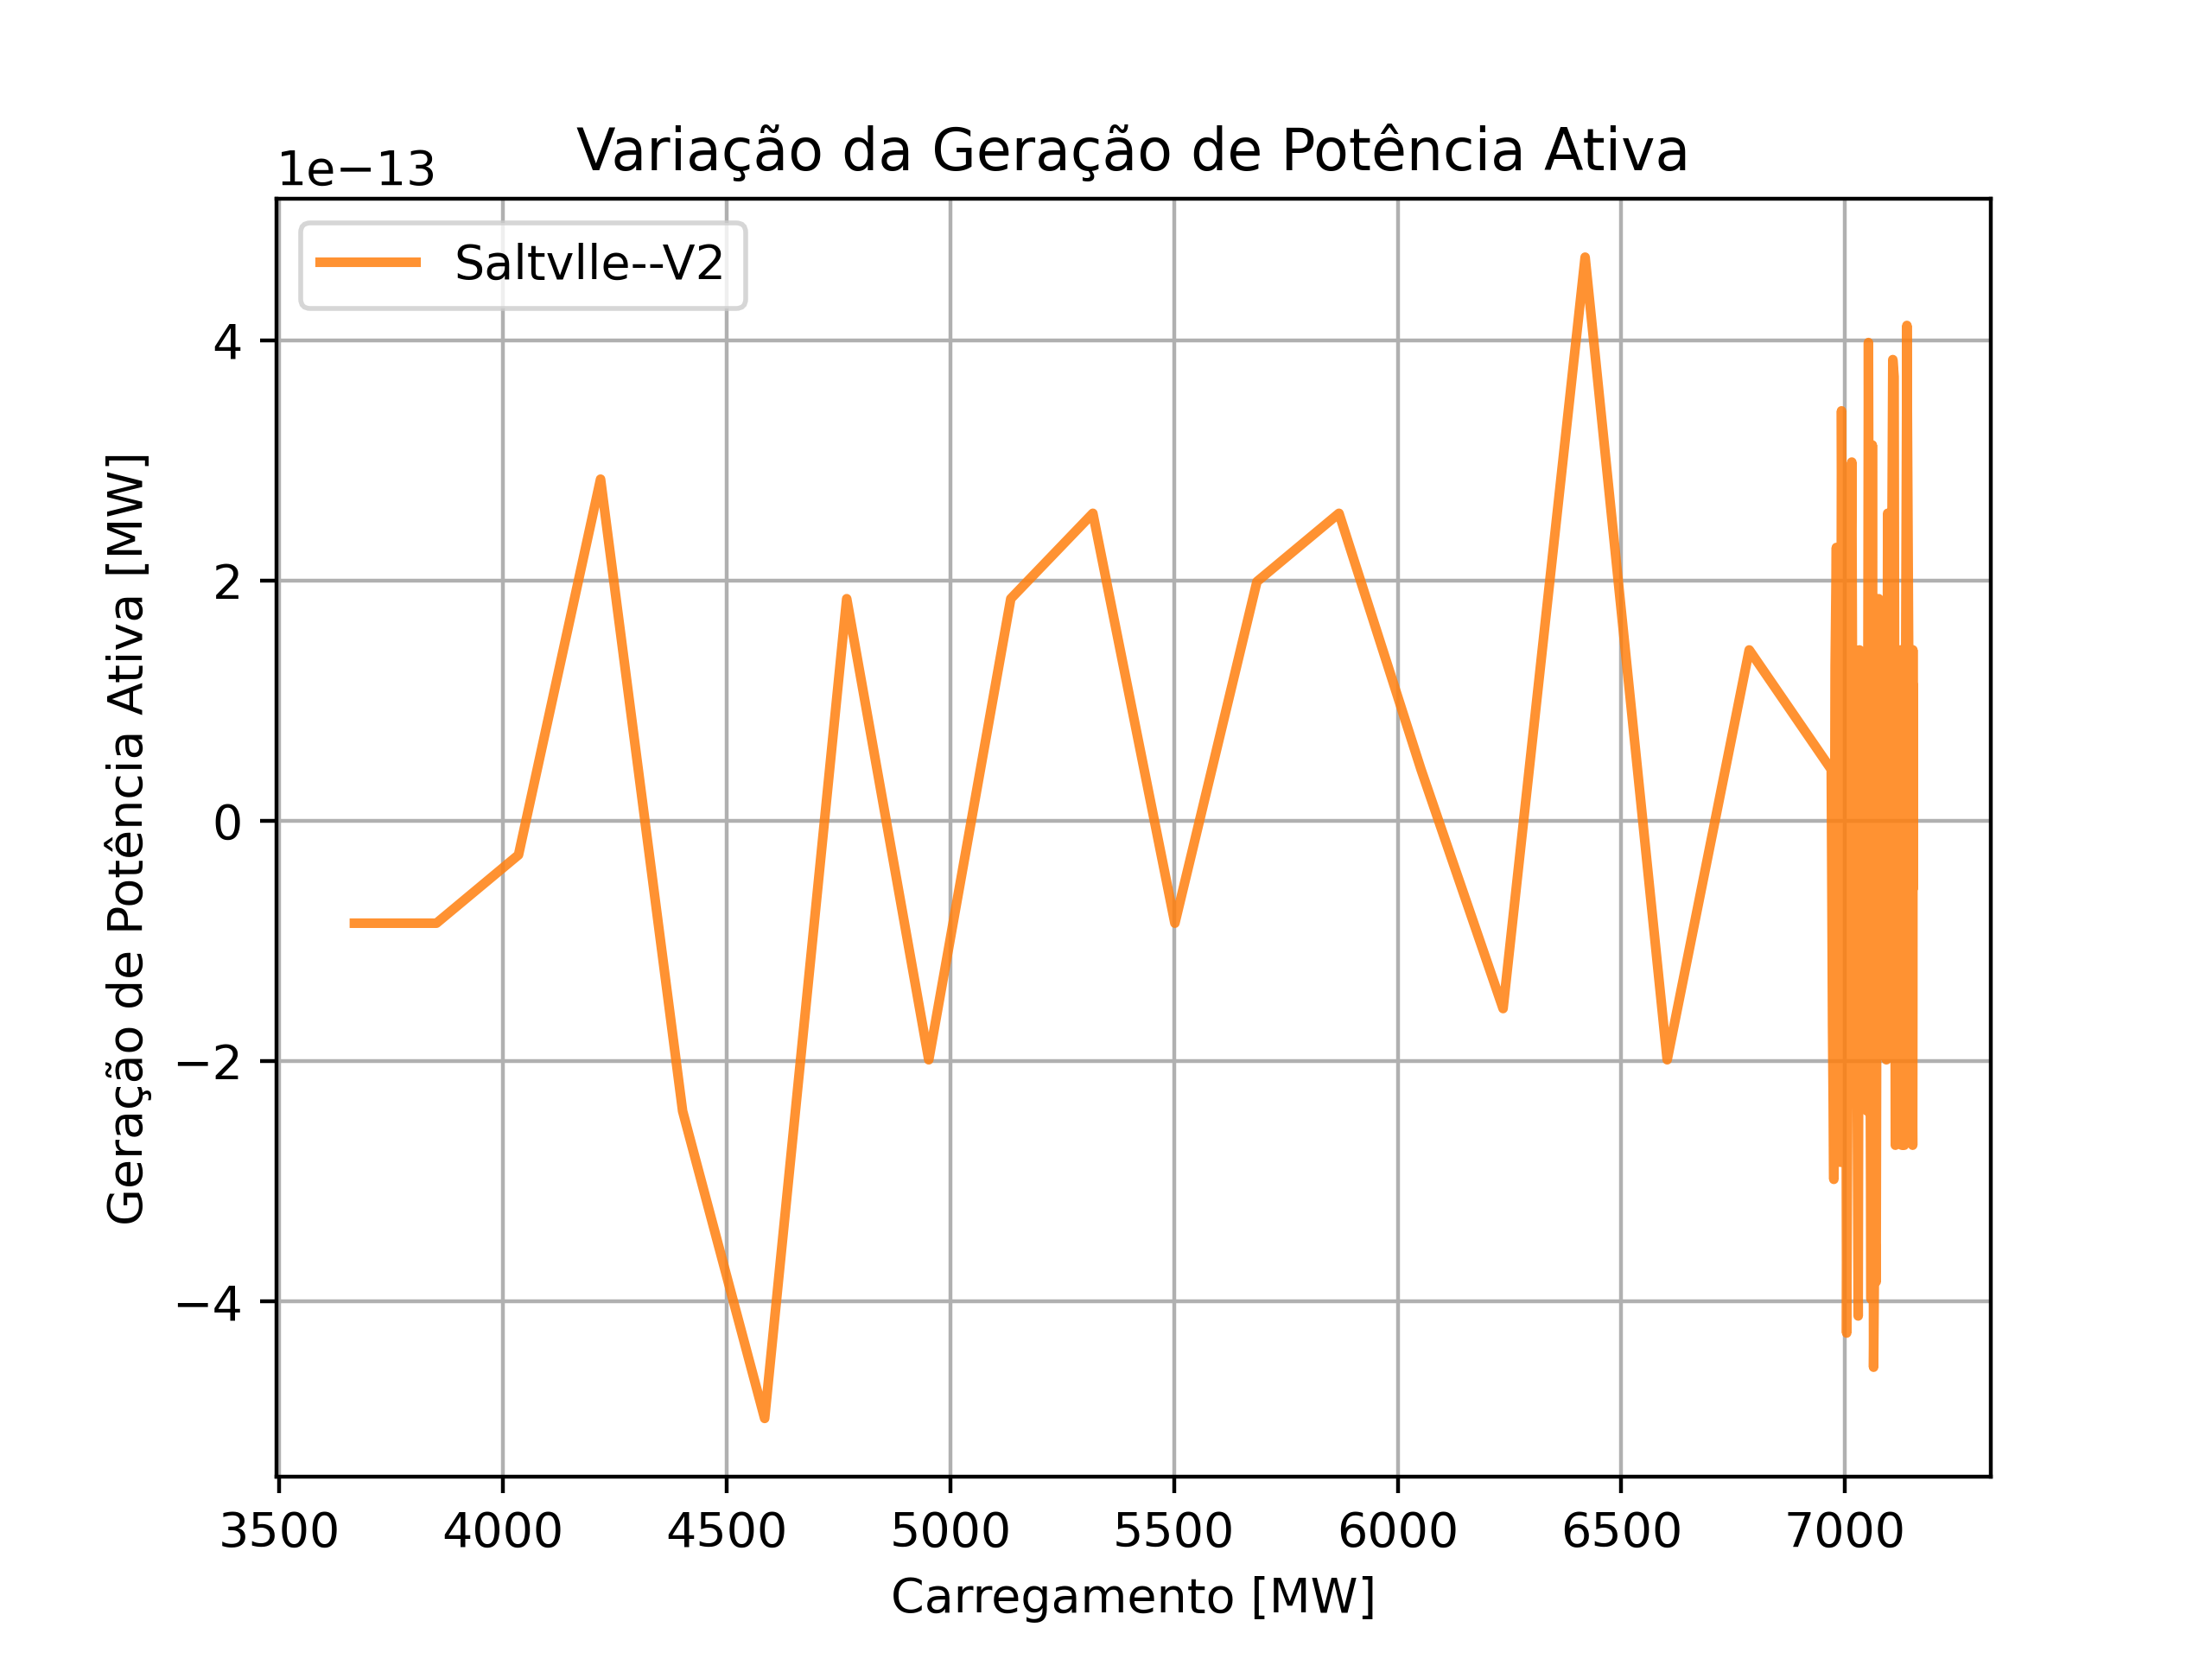 Variação da Geração de Potência Ativa
1e−13
Saltvlle--V2
Geração de Potência Ativa [MW]
4
2
0
−2
−4
3500 4000 4500 5000 5500 6000 6500 7000
Carregamento [MW]